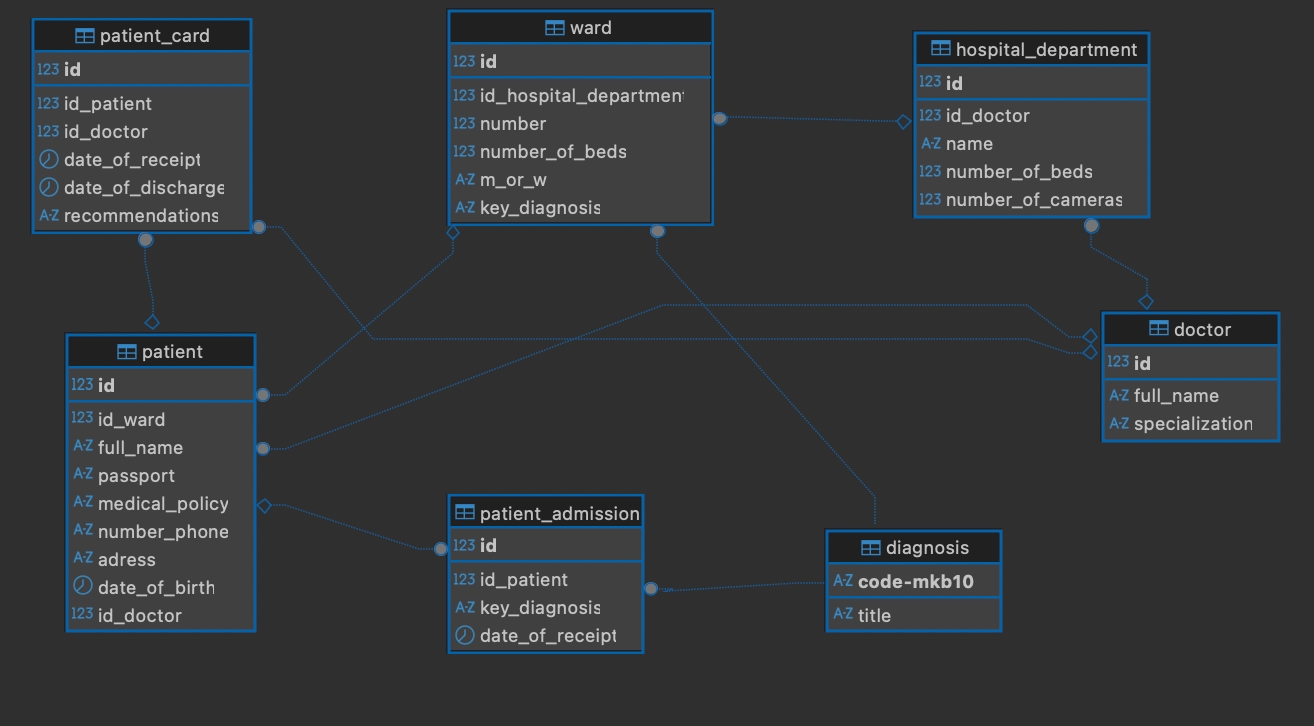 patient_card
123 id
123 id_patient
123 id_doctor
date_of_receipt
date_of_discharge
A-Z recommendations
ward
123 id
123 id_hospital_department
123 number
123 number_of_beds
A-Z m_or_w
A-Z key_diagnosis
hospital_department
123 id
123 id_doctor
A-Z name
123 number_of_beds
123 number_of_cameras
patient
123 id
123 id_ward
A-Z full_name
A-Z passport
A-Z medical_policy
A-Z number_phone
A-Z adress
date_of_birth
123 id_doctor
doctor
123 id
A-Z full_name
A-Z specialization
patient_admission
123 id
123 id_patient
A-Z key_diagnosis
date_of_receipt
diagnosis
A-Z code-mkb10
A-Z title